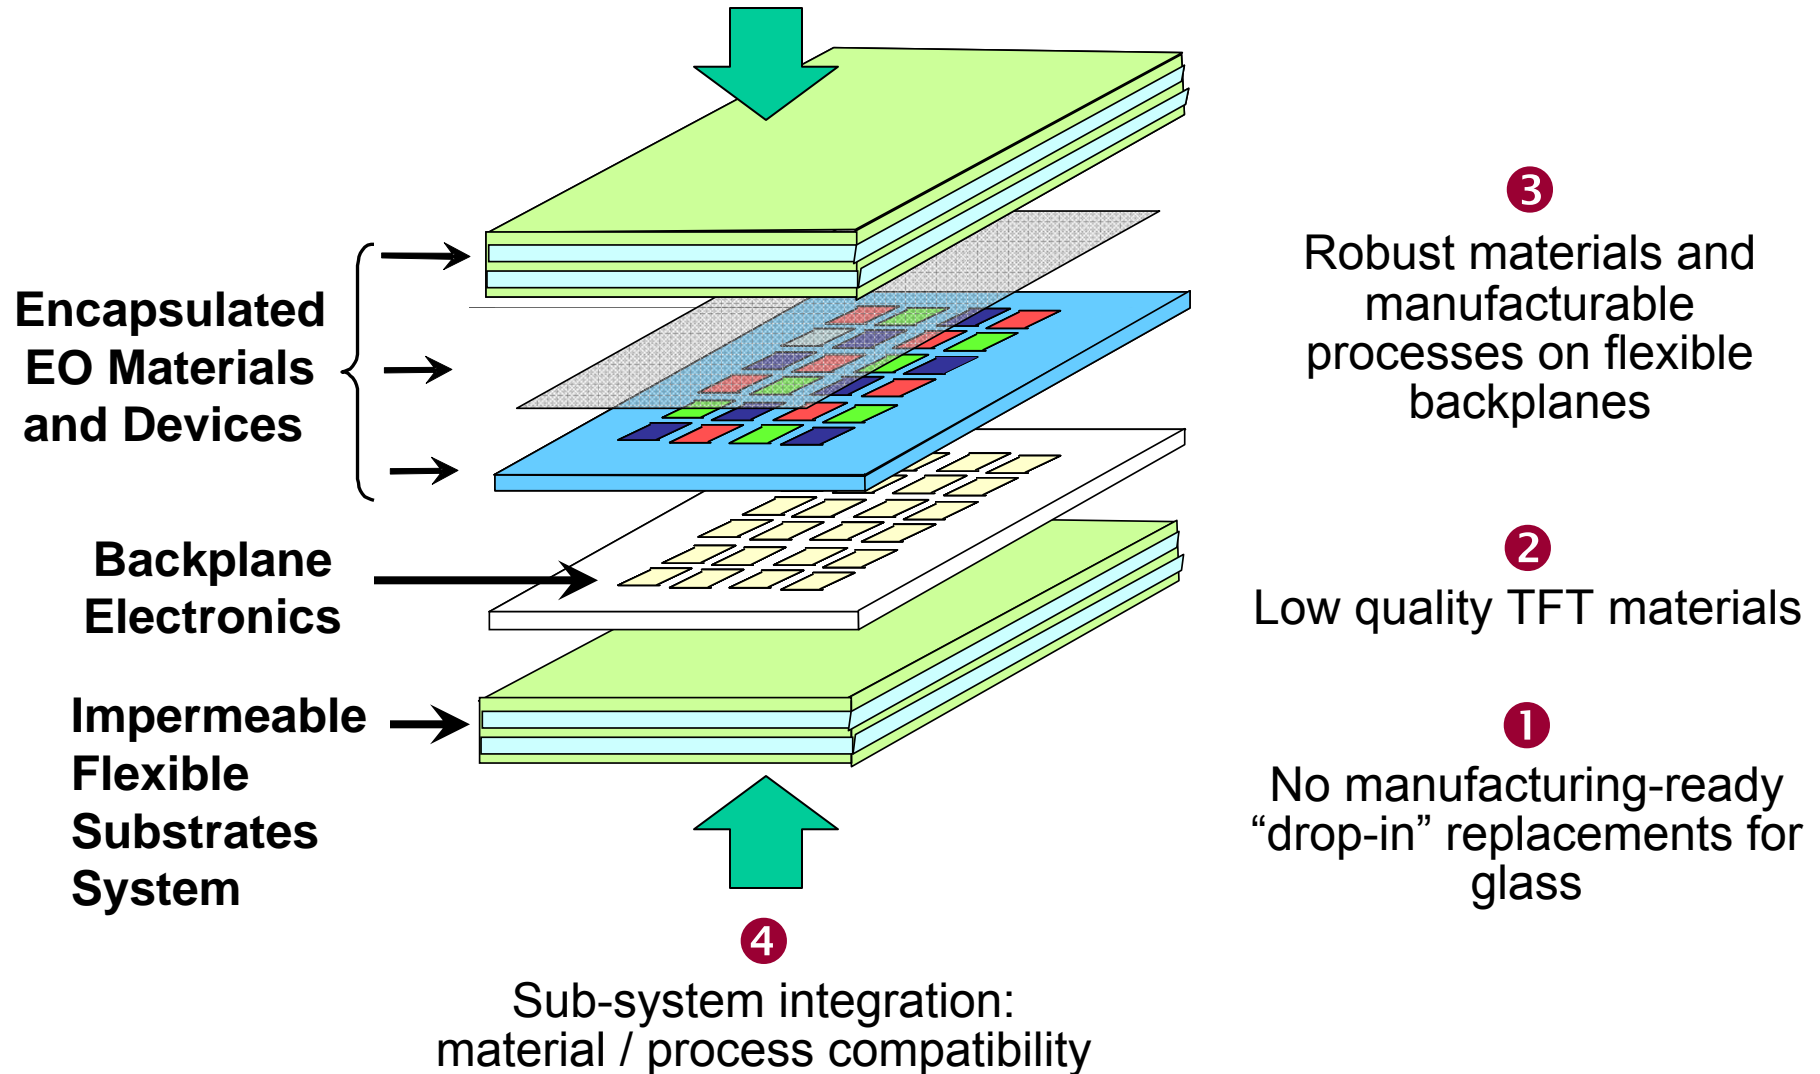 Encapsulated
EO Materials
and Devices
Backplane
Electronics
Impermeable
Flexible
Substrates
System
3
Robust materials and
manufacturable
processes on flexible
backplanes
2
Low quality TFT materials
1
No manufacturing-ready
“drop-in” replacements for
glass
4
Sub-system integration:
material / process compatibility